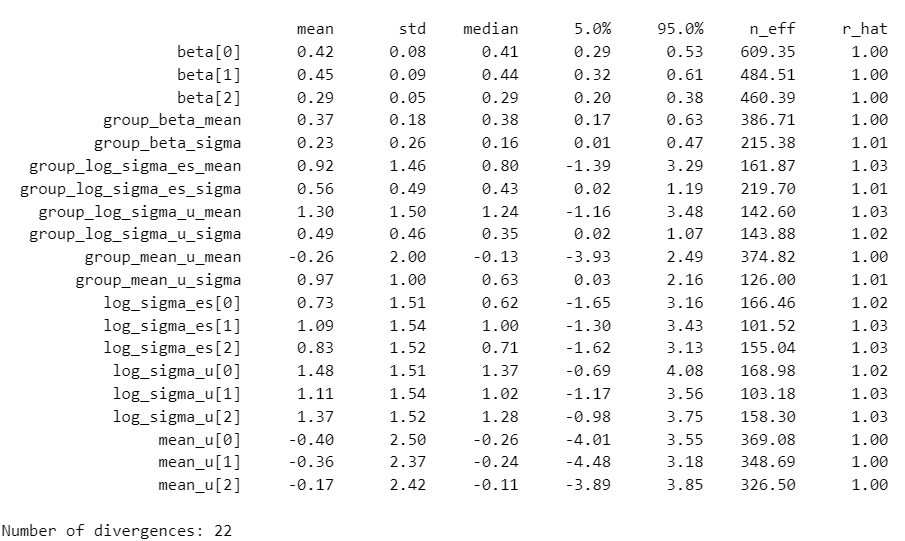 mean std median 5.0% 95.0% n_eff r_hat
beta[0] 0.42 0.08 0.41 0.29 0.53 609.35 1.00
beta[1] 0.45 0.09 0.44 0.32 0.61 484.51 1.00
beta[2] 0.29 0.05 0.29 0.20 0.38 460.39 1.00
group_beta_mean 0.37 0.18 0.38 0.17 0.63 386.71 1.00
group_beta_sigma 0.23 0.26 0.16 0.01 0.47 215.38 1.01
group_log_sigma_es_mean 0.92 1.46 0.80 -1.39 3.29 161.87 1.03
group_log_sigma_es_sigma 0.56 0.49 0.43 0.02 1.19 219.70 1.01
group_log_sigma_u_mean 1.30 1.50 1.24 -1.16 3.48 142.60 1.03
group_log_sigma_u_sigma 0.49 0.46 0.35 0.02 1.07 143.88 1.02
group_mean_u_mean -0.26 2.00 -0.13 -3.93 2.49 374.82 1.00
group_mean_u_sigma 0.97 1.00 0.63 0.03 2.16 126.00 1.01
log_sigma_es[0] 0.73 1.51 0.62 -1.65 3.16 166.46 1.02
log_sigma_es[1] 1.09 1.54 1.00 -1.30 3.43 101.52 1.03
log_sigma_es[2] 0.83 1.52 0.71 -1.62 3.13 155.04 1.03
log_sigma_u[0] 1.48 1.51 1.37 -0.69 4.08 168.98 1.02
log_sigma_u[1] 1.11 1.54 1.02 -1.17 3.56 103.18 1.03
log_sigma_u[2] 1.37 1.52 1.28 -0.98 3.75 158.30 1.03
mean_u[0] -0.40 2.50 -0.26 -4.01 3.55 369.08 1.00
mean_u[1] -0.36 2.37 -0.24 -4.48 3.18 348.69 1.00
mean_u[2] -0.17 2.42 -0.11 -3.89 3.85 326.50 1.00
Number of divergences: 22